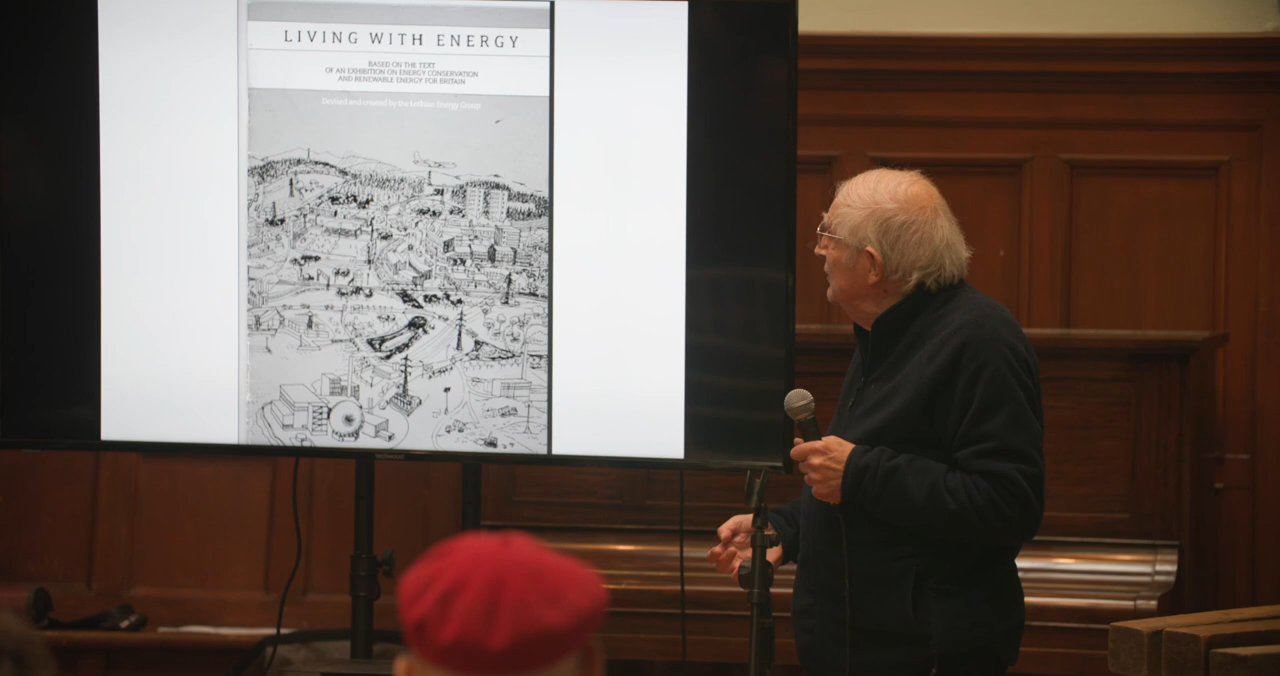 LIVING WITH ENERGY
BASED ON THE TEXT
OF AN EXHIBITION ON ENERGY CONSERVATION
AND RENEWABLE ENERGY FOR BRITAIN
Devised and created by the Lothian Energy Group